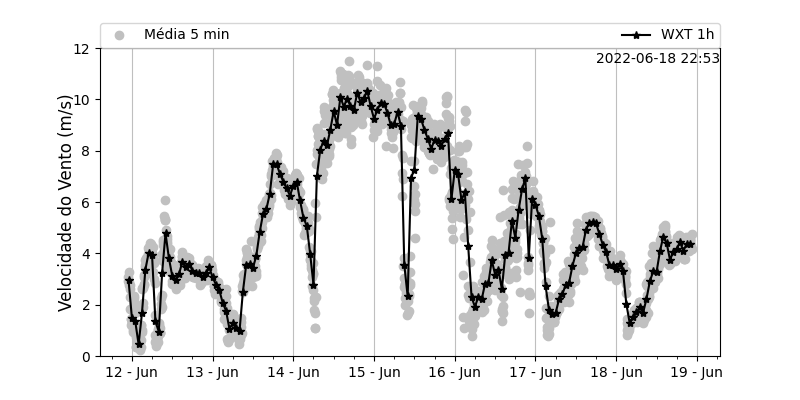 Média 5 min
WXT 1h
2022-06-18 22:53
Velocidade do Vento (m/s)
12
10
8
6
4
2
0
12 - Jun
13 - Jun
14 - Jun
15 - Jun
16 - Jun
17 - Jun
18 - Jun
19 - Jun